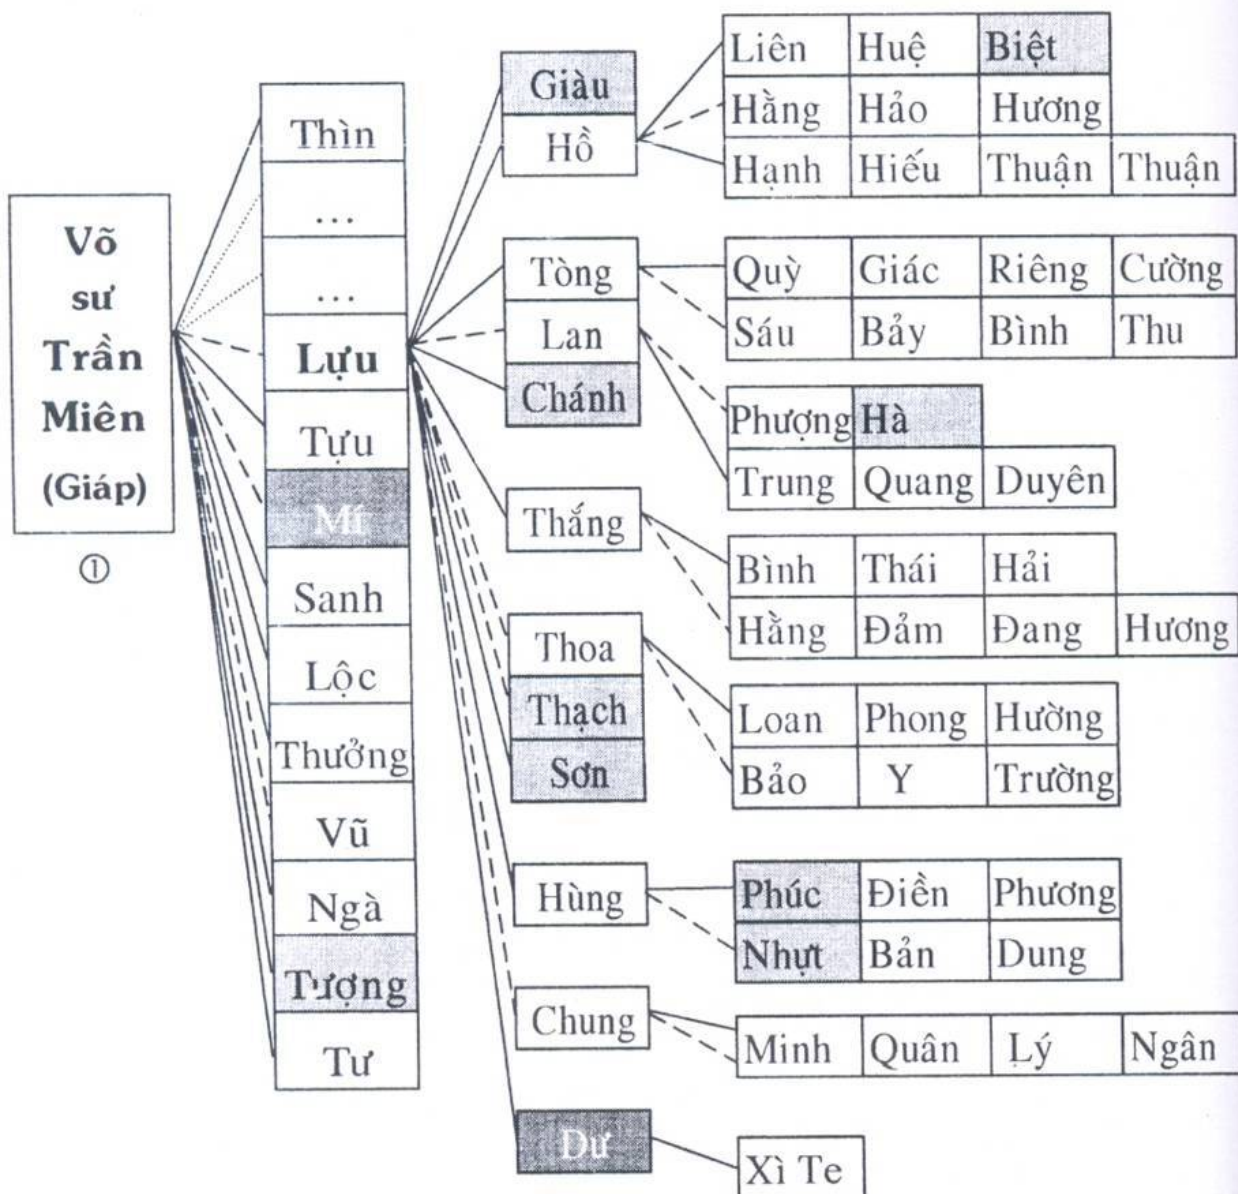 Võ
sư
Trần
Miên
(Giáp)
①
Thìn
...
...
Lựu
Tựu
Mí
Sanh
Lộc
Thưởng
Vũ
Ngà
Tượng
Tư
Giàu
Hồ
Tòng
Lan
Chánh
Thắng
Thoa
Thạch
Sơn
Hùng
Chung
Dư
Liên Huệ Biệt
Hằng Hảo Hương
Hạnh Hiếu Thuận Thuận
Quỳ Giác Riêng Cường
Sáu Bảy Bình Thu
Phượng Hà
Trung Quang Duyên
Bình Thái Hải
Hằng Đảm Đang Hương
Loan Phong Hường
Bảo Y Trường
Phúc Điền Phương
Nhựt Bản Dung
Minh Quân Lý Ngân
Xì Te